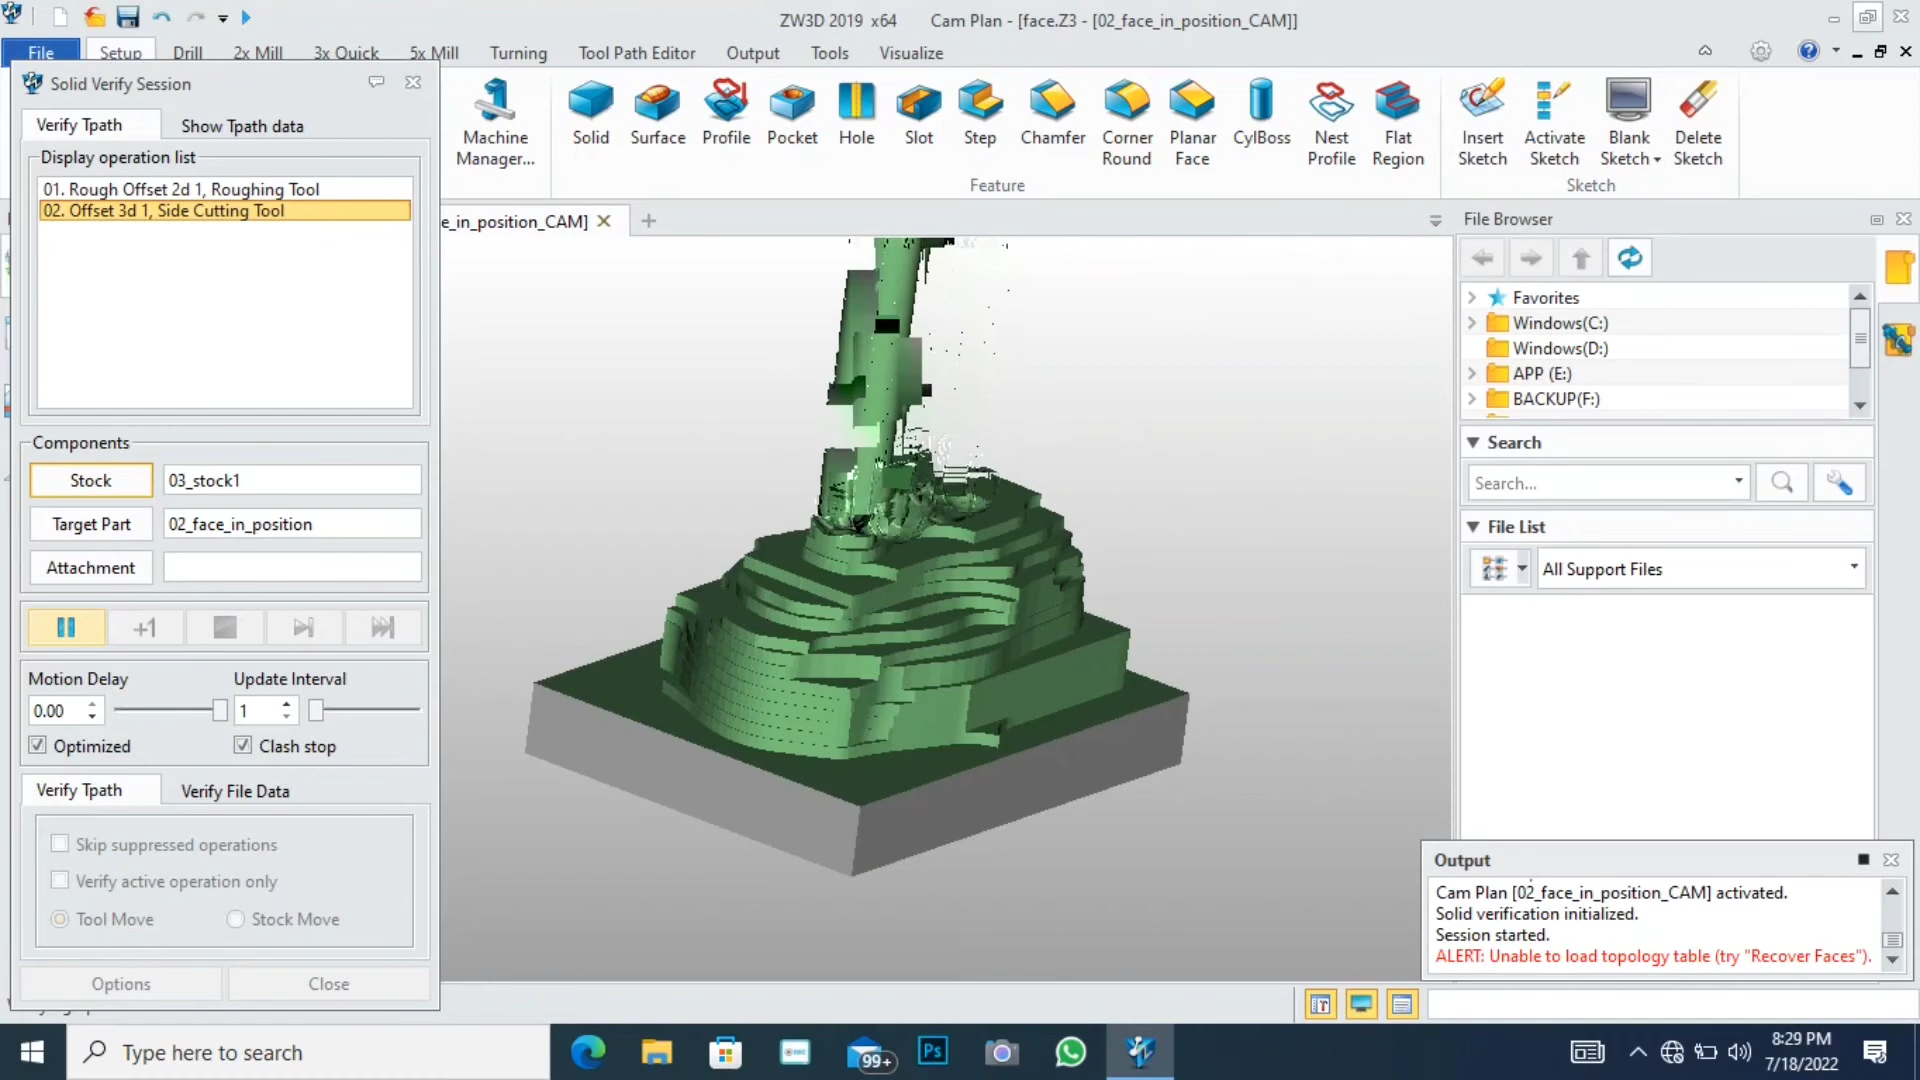 ZW3D 2019 x64
Cam Plan - [face.Z3 - [02_face_in_position_CAM]]
File
Setup
Drill
2x Mill
3x Quick
5x Mill
Turning
Tool Path Editor
Output
Tools
Visualize
Solid Verify Session
Verify Tpath
Show Tpath data
Display operation list
01. Rough Offset 2d 1, Roughing Tool
02. Offset 3d 1, Side Cutting Tool
Components
Stock
03_stock1
Target Part
02_face_in_position
Attachment
+1
Motion Delay
Update Interval
0.00
1
Optimized
Clash stop
Verify Tpath
Verify File Data
Skip suppressed operations
Verify active operation only
Tool Move
Stock Move
Options
Close
Machine
Manager...
Solid
Surface
Profile
Pocket
Hole
Slot
Step
Chamfer
Corner
Round
Planar
Face
CylBoss
Nest
Profile
Flat
Region
Feature
Insert
Sketch
Activate
Sketch
Blank
Sketch
Delete
Sketch
Sketch
e_in_position_CAM]
File Browser
Favorites
Windows(C:)
Windows(D:)
APP (E:)
BACKUP(F:)
Search
Search...
File List
All Support Files
Output
Cam Plan [02_face_in_position_CAM] activated.
Solid verification initialized.
Session started.
ALERT: Unable to load topology table (try "Recover Faces").
Type here to search
99+
Ps
8:29 PM
7/18/2022